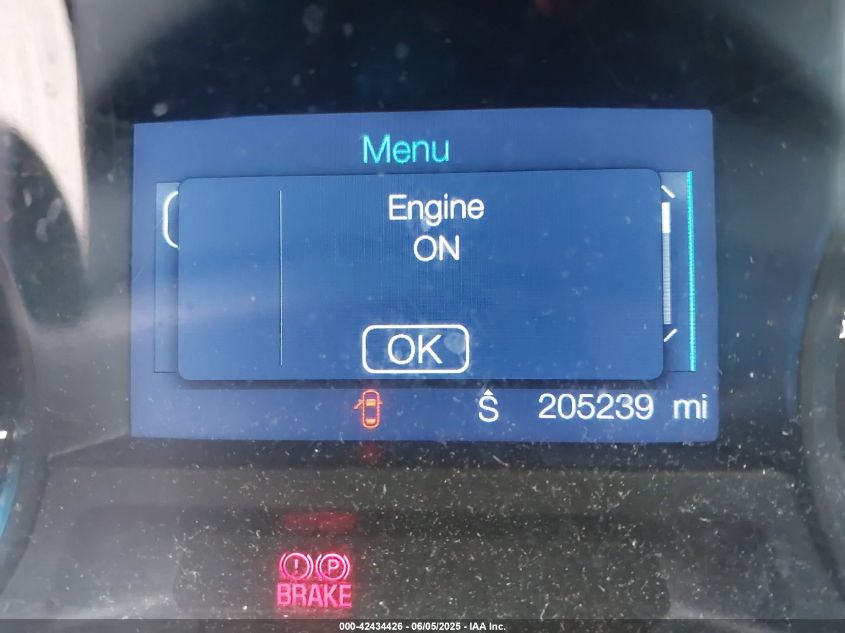 Menu
Engine
ON
OK
S 205239 mi
! P
BRAKE
000-42434426 - 06/05/2025 - IAA Inc.